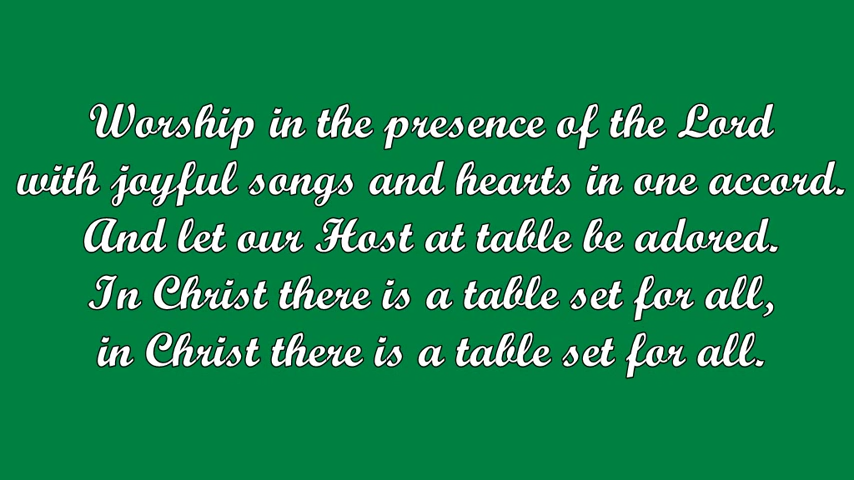 Worship in the presence of the Lord
with joyful songs and hearts in one accord.
And let our Host at table be adored.
In Christ there is a table set for all,
in Christ there is a table set for all.